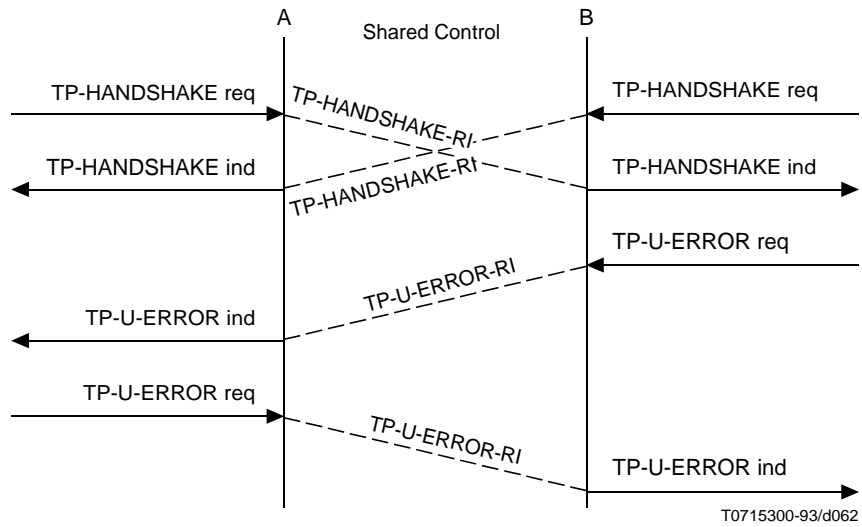 A
B
Shared Control
TP-HANDSHAKE req
TP-HANDSHAKE-RI
TP-HANDSHAKE req
TP-HANDSHAKE ind
TP-HANDSHAKE-RI
TP-HANDSHAKE ind
TP-U-ERROR req
TP-U-ERROR-RI
TP-U-ERROR ind
TP-U-ERROR req
TP-U-ERROR-RI
TP-U-ERROR ind
T0715300-93/d062